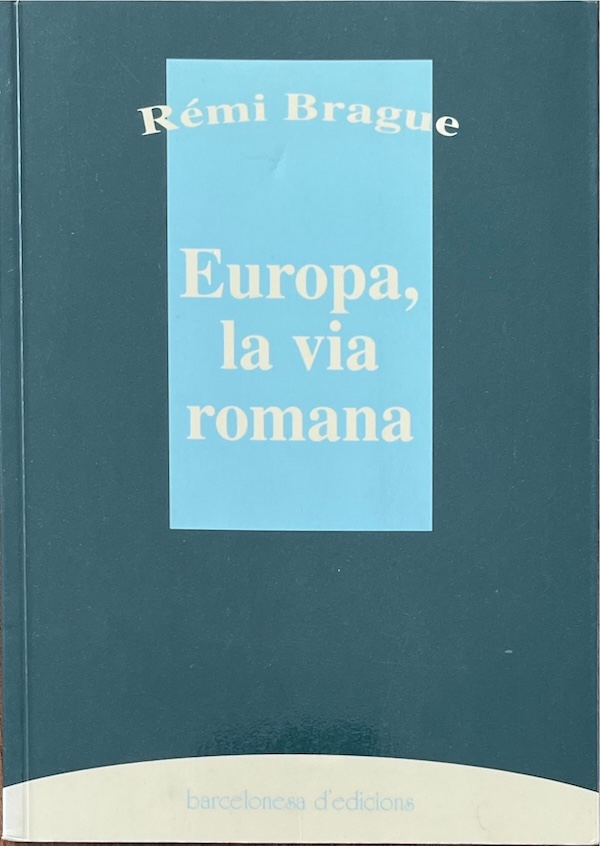 Rémi Brague
Europa,
la via
romana
barcelonesa d'edicions